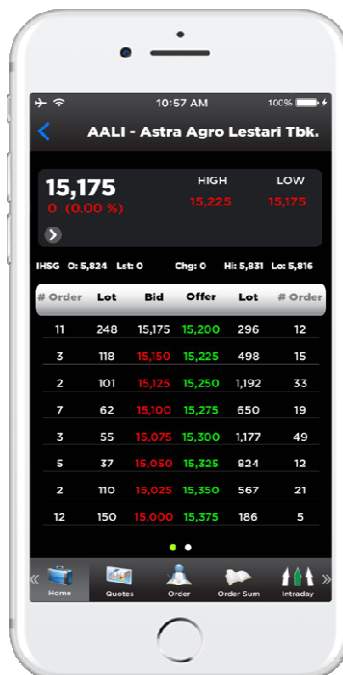 10:57 AM 100%
AALI - Astra Agro Lestari Tbk.
15,175 HIGH LOW
0 (0.00 %) 15,225 15,175
IHSG O: 5,824 Lst: 0 Chg: 0 Hi: 5,831 Lo: 5,816
# Order Lot Bid Offer Lot # Order
11 248 15,175 15,200 296 12
3 118 15,150 15,225 498 15
2 101 15,125 15,250 1,192 33
7 62 15,100 15,275 650 19
3 55 15,075 15,300 1,177 49
5 37 15,050 15,325 824 12
2 110 15,025 15,350 567 21
12 150 15,000 15,375 186 5
« Home Quotes Order Order Sum Intraday »